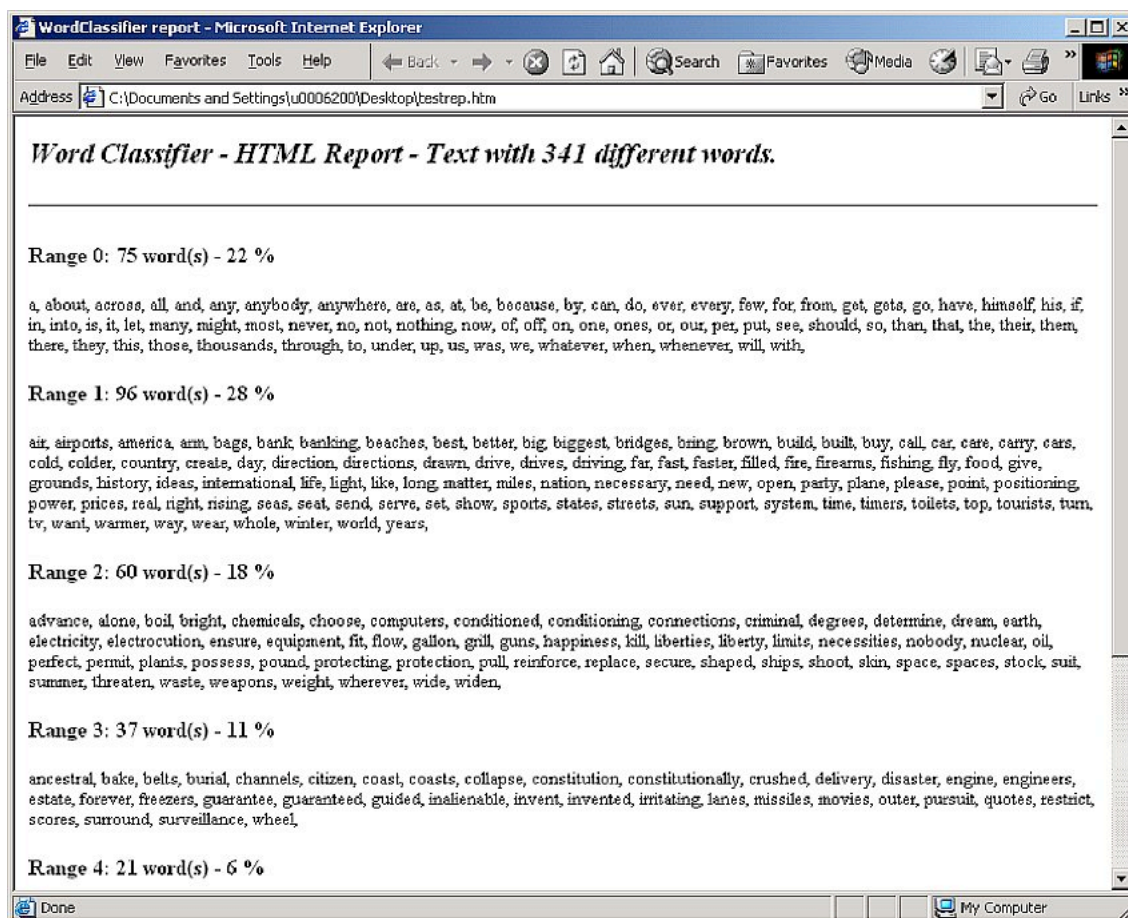 WordClassifier report - Microsoft Internet Explorer
File Edit View Favorites Tools Help Back Search Favorites Media »
Address C:\Documents and Settings\u0006200\Desktop\testrep.htm Go Links »
Word Classifier - HTML Report - Text with 341 different words.
Range 0: 75 word(s) - 22 %
a, about, across, all, and, any, anybody, anywhere, are, as, at, be, because, by, can, do, ever, every, few, for, from, get, gets, go, have, himself, his, if,
in, into, is, it, let, many, might, most, never, no, not, nothing, now, of, off, on, one, ones, or, our, per, put, see, should, so, than, that, the, their, them,
there, they, this, those, thousands, through, to, under, up, us, was, we, whatever, when, whenever, will, with,
Range 1: 96 word(s) - 28 %
air, airports, america, arm, bags, bank, banking, beaches, best, better, big, biggest, bridges, bring, brown, build, built, buy, call, car, care, carry, cars,
cold, colder, country, create, day, direction, directions, drawn, drive, drives, driving, far, fast, faster, filled, fire, firearms, fishing, fly, food, give,
grounds, history, ideas, international, life, light, like, long, matter, miles, nation, necessary, need, new, open, party, plane, please, point, positioning,
power, prices, real, right, rising, seas, seat, send, serve, set, show, sports, states, streets, sun, support, system, time, timers, toilets, top, tourists, turn,
tv, want, warmer, way, wear, whole, winter, world, years,
Range 2: 60 word(s) - 18 %
advance, alone, boil, bright, chemicals, choose, computers, conditioned, conditioning, connections, criminal, degrees, determine, dream, earth,
electricity, electrocution, ensure, equipment, fit, flow, gallon, grill, guns, happiness, kill, liberties, liberty, limits, necessities, nobody, nuclear, oil,
perfect, permit, plants, possess, pound, protecting, protection, pull, reinforce, replace, secure, shaped, ships, shoot, skin, space, spaces, stock, suit,
summer, threaten, waste, weapons, weight, wherever, wide, widen,
Range 3: 37 word(s) - 11 %
ancestral, bake, belts, burial, channels, citizen, coast, coasts, collapse, constitution, constitutionally, crushed, delivery, disaster, engine, engineers,
estate, forever, freezers, guarantee, guaranteed, guided, inalienable, invent, invented, irritating, lanes, missiles, movies, outer, pursuit, quotes, restrict,
scores, surround, surveillance, wheel,
Range 4: 21 word(s) - 6 %
Done My Computer